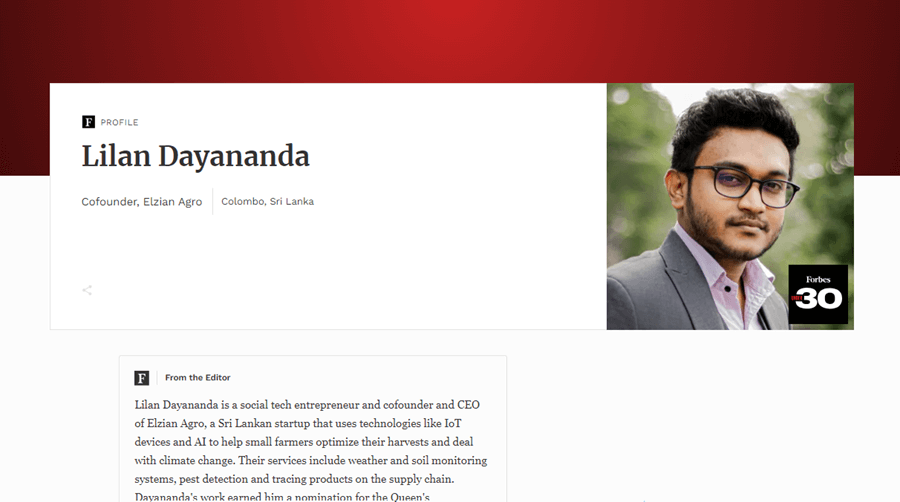 F PROFILE
Lilan Dayananda
Cofounder, Elzian Agro
Colombo, Sri Lanka
Forbes
30
F From the Editor
Lilan Dayananda is a social tech entrepreneur and cofounder and CEO
of Elzian Agro, a Sri Lankan startup that uses technologies like IoT
devices and AI to help small farmers optimize their harvests and deal
with climate change. Their services include weather and soil monitoring
systems, pest detection and tracing products on the supply chain.
Dayananda's work earned him a nomination for the Queen's